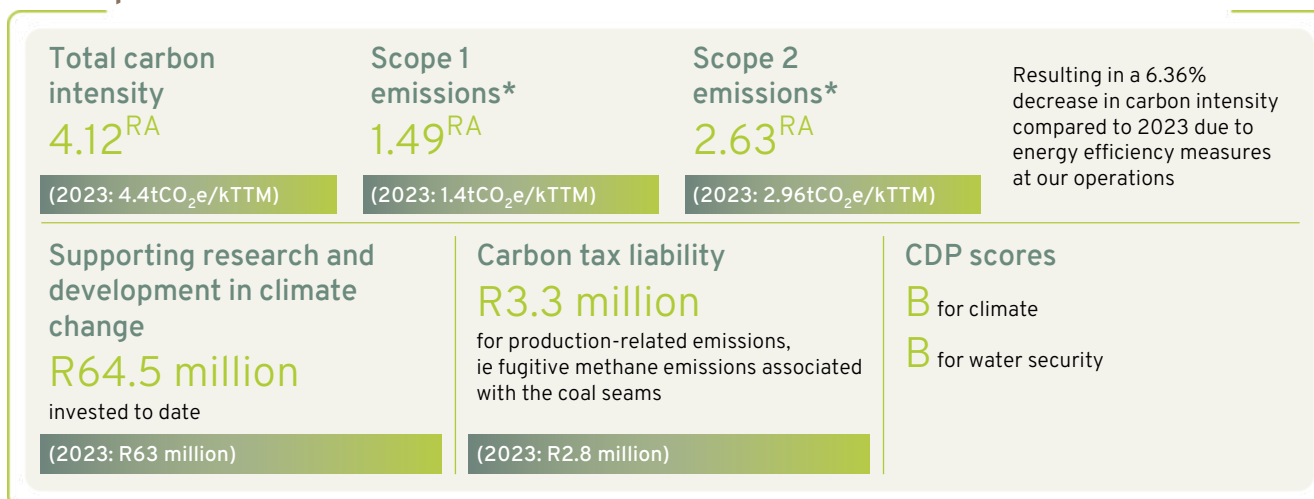 Total carbon
intensity
4.12RA
(2023: 4.4tCO₂e/kTTM)
Scope 1
emissions*
1.49RA
(2023: 1.4tCO₂e/kTTM)
Scope 2
emissions*
2.63RA
(2023: 2.96tCO₂e/kTTM)
Resulting in a 6.36%
decrease in carbon intensity
compared to 2023 due to
energy efficiency measures
at our operations
Supporting research and
development in climate
change
R64.5 million
invested to date
(2023: R63 million)
Carbon tax liability
R3.3 million
for production-related emissions,
ie fugitive methane emissions associated
with the coal seams
(2023: R2.8 million)
CDP scores
B for climate
B for water security